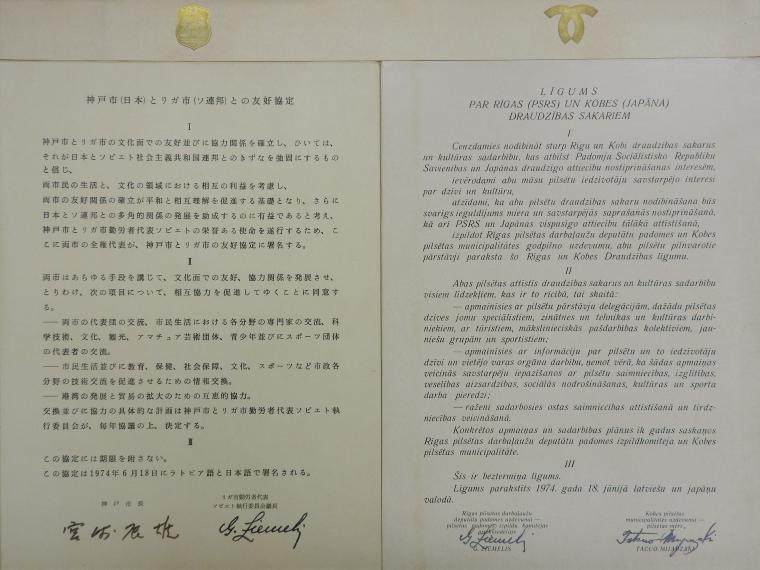 神戸市(日本)とリガ市(ソ連邦)との友好協定
Ⅰ
神戸市とリガ市の文化面での友好並びに協力関係を確立し、ひいては、
それが日本とソビエト社会主義共和国連邦とのきずなを強固にするもの
と信じ、
両市民の生活と、文化の領域における相互の利益を考慮し、
両市の友好関係の確立が平和と相互理解を促進する基礎となり、さらに
日本とソ連邦との多角的関係の発展を助成するのに有益であると考え、
神戸市とリガ市勤労者代表ソビエトの栄誉ある使命を遂行するため、こ
こに両市の全権代表が、神戸市とリガ市の友好協定に署名する。
Ⅱ
両市はあらゆる手段を講じて、文化面での友好、協力関係を発展させ、
とりわけ、次の項目について、相互協力を促進してゆくことに同意す
る。
── 両市の代表団の交流、市民生活における各分野の専門家の交流、科
学技術、文化、観光、アマチュア芸術団体、青少年並びにスポーツ団体
の代表者の交流。
── 市民生活並びに教育、保健、社会保障、文化、スポーツなど市政各
分野の技術交流を促進させるための情報交換。
── 港湾の発展と貿易の拡大のための互恵的協力。
交換並びに協力の具体的な計画は神戸市とリガ市勤労者代表ソビエト執
行委員会が、毎年協議の上、決定する。
Ⅲ
この協定には期限を附さない。
この協定は1974年6月18日にラトビア語と日本語で署名される。
神戸市長
リガ市勤労者代表
ソビエト執行委員会議長
宮崎辰雄
G. Ziemelis
LĪGUMS
PAR RĪGAS (PSRS) UN KOBES (JAPĀNA)
DRAUDZĪBAS SAKARIEM
I
Cenzdamies nodibināt starp Rīgu un Kobi draudzības sakarus
un kultūras sadarbību, kas atbilst Padomju Sociālistisko Republiku
Savienības un Japānas draudzīgo attiecību nostiprināšanas interesēm,
ievērodami abu mūsu pilsētu iedzīvotāju savstarpējo interesi
par dzīvi un kultūru,
atzīdami, ka abu pilsētu draudzības sakaru nodibināšana būs
svarīgs ieguldījums miera un savstarpējās saprašanās nostiprināšanā,
kā arī PSRS un Japānas vispusīgo attiecību tālākā attīstīšanā,
izpildot Rīgas pilsētas darbaļaužu deputātu padomes un Kobes
pilsētas municipalitātes godpilno uzdevumu, abu pilsētu pilnvarotie
pārstāvji paraksta šo Rīgas un Kobes Draudzības līgumu.
II
Abas pilsētas attīstīs draudzības sakarus un kultūras sadarbību
visiem līdzekļiem, kas ir to rīcībā, tai skaitā:
— apmainīsies ar pilsētu pārstāvju delegācijām, dažādu pilsētas
dzīves jomu speciālistiem, zinātnes un tehnikas un kultūras darbi-
niekiem, ar tūristiem, mākslinieciskās pašdarbības kolektīviem, jau-
niešu grupām un sportistiem;
— apmainīsies ar informāciju par pilsētu un to iedzīvotāju
dzīvi un vietējo varas orgānu darbību, ņemot vērā, ka šādas apmaiņas
veicinās savstarpēju iepazīšanos ar pilsētu saimniecības, izglītības,
veselības aizsardzības, sociālās nodrošināšanas, kultūras un sporta
darba pieredzi;
— raženi sadarbosies ostas saimniecības attīstīšanā un tirdz-
niecības veicināšanā.
Konkrētos apmaiņas un sadarbības plānus ik gadus saskaņos
Rīgas pilsētas darbaļaužu deputātu padomes izpildkomiteja un Kobes
pilsētas municipalitāte.
III
Šis ir beztermiņa līgums.
Līgums parakstīts 1974. gada 18. jūnijā latviešu un japāņu
valodā.
Rīgas pilsētas darbaļaužu
deputātu padomes uzdevumā —
pilsētas padomes izpildu komitejas
priekšsēdētājs
G. Ziemelis
ZIEMELIS
Kobes pilsētas
municipalitātes uzdevumā —
pilsētas mērs
Tatsuo Miyazaki
TACUO MIJADZAKI